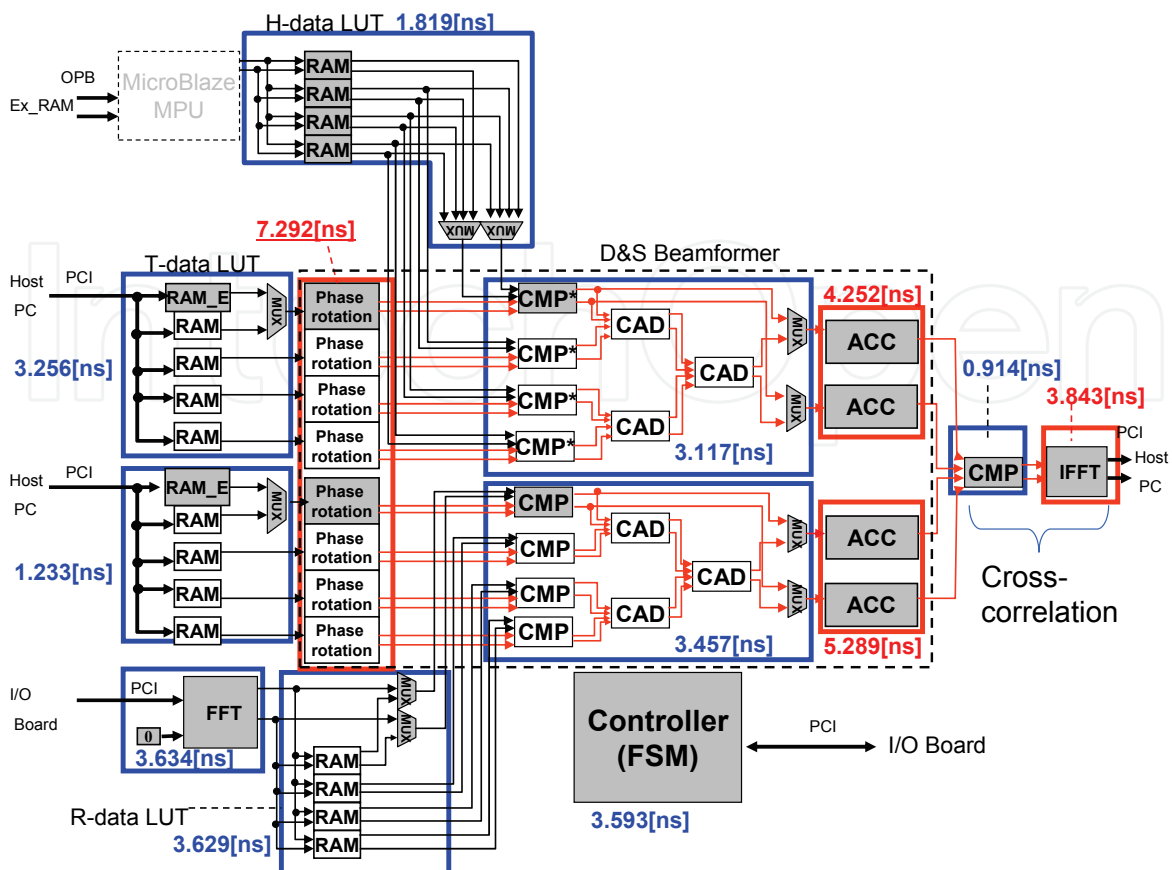 H-data LUT 1.819[ns]
OPB
Ex_RAM
MicroBlaze
MPU
RAM
RAM
RAM
RAM
MUX
MUX
7.292[ns]
T-data LUT
D&S Beamformer
Host
PC
PCI
RAM_E
RAM
RAM
RAM
RAM
MUX
3.256[ns]
Phase
rotation
Phase
rotation
Phase
rotation
Phase
rotation
CMP*
CMP*
CMP*
CMP*
CAD
CAD
CAD
MUX
MUX
3.117[ns]
4.252[ns]
ACC
ACC
0.914[ns]
3.843[ns]
CMP
IFFT
PCI
Host
PC
Cross-
correlation
Host
PC
PCI
RAM_E
RAM
RAM
RAM
RAM
MUX
1.233[ns]
Phase
rotation
Phase
rotation
Phase
rotation
Phase
rotation
CMP
CMP
CMP
CMP
CAD
CAD
CAD
MUX
MUX
3.457[ns]
ACC
ACC
5.289[ns]
I/O
Board
PCI
FFT
0
3.634[ns]
MUX
MUX
RAM
RAM
RAM
RAM
R-data LUT
3.629[ns]
Controller
(FSM)
3.593[ns]
PCI
I/O Board
IntechOpen